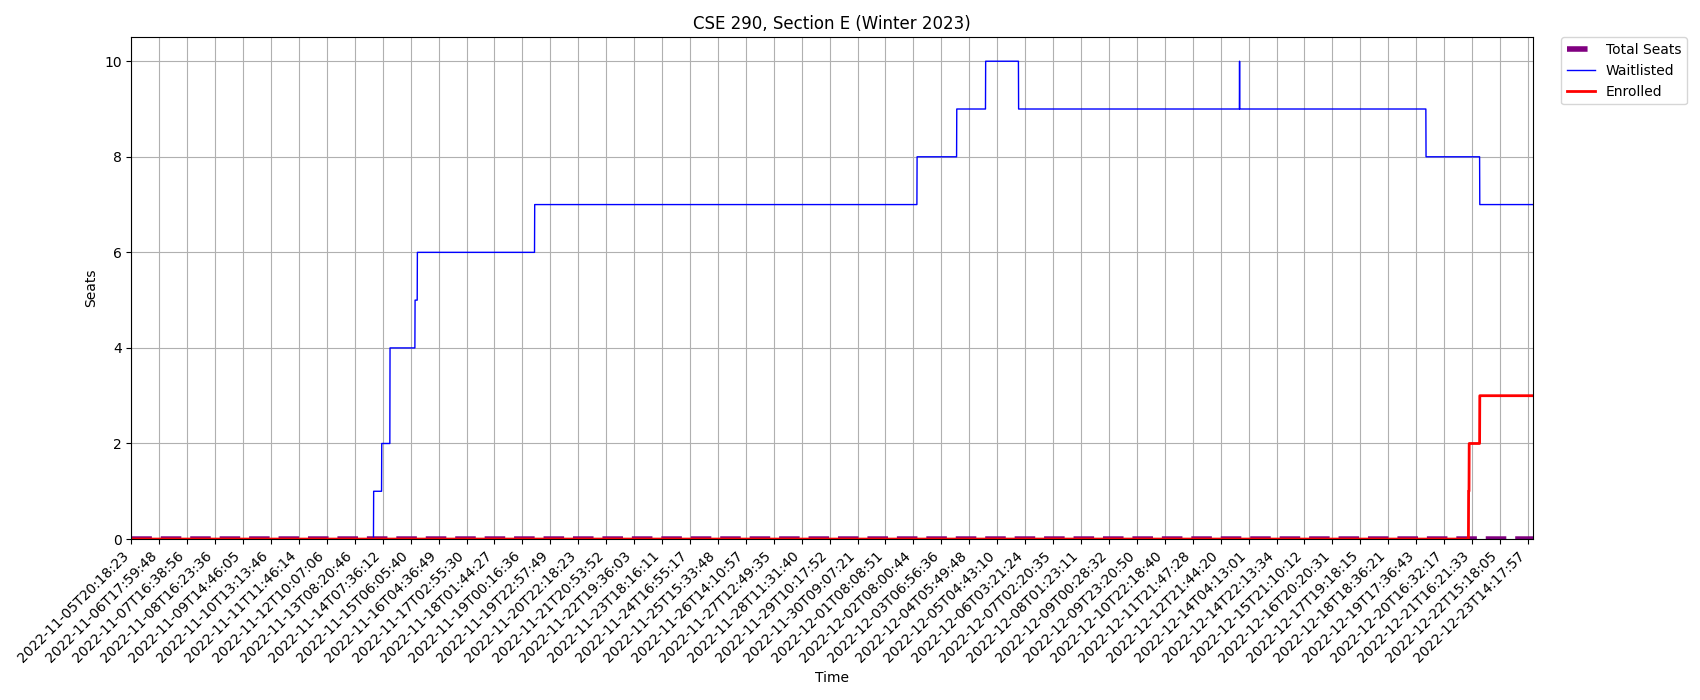 CSE 290, Section E (Winter 2023)
Total Seats
Waitlisted
Enrolled
10
8
6
4
2
0
Seats
2022-11-05T20:18:23
2022-11-06T17:59:48
2022-11-07T16:38:56
2022-11-08T16:23:36
2022-11-09T14:46:05
2022-11-10T13:13:46
2022-11-11T11:46:14
2022-11-12T10:07:06
2022-11-13T08:20:46
2022-11-14T07:36:12
2022-11-15T06:05:40
2022-11-16T04:36:49
2022-11-17T02:55:30
2022-11-18T01:44:27
2022-11-19T00:16:36
2022-11-19T22:57:49
2022-11-20T22:18:23
2022-11-21T20:53:52
2022-11-22T19:36:03
2022-11-23T18:16:11
2022-11-24T16:55:17
2022-11-25T15:33:48
2022-11-26T14:10:57
2022-11-27T12:49:35
2022-11-28T11:31:40
2022-11-29T10:17:52
2022-11-30T09:07:21
2022-12-01T08:08:51
2022-12-02T08:00:44
2022-12-03T06:56:36
2022-12-04T05:49:48
2022-12-05T04:43:10
2022-12-06T03:21:24
2022-12-07T02:20:35
2022-12-08T01:23:11
2022-12-09T00:28:32
2022-12-09T23:20:50
2022-12-10T22:18:40
2022-12-11T21:47:28
2022-12-12T21:44:20
2022-12-14T04:13:01
2022-12-14T22:13:34
2022-12-15T21:10:12
2022-12-16T20:20:31
2022-12-17T19:18:15
2022-12-18T18:36:21
2022-12-19T17:36:43
2022-12-20T16:32:17
2022-12-21T16:21:33
2022-12-22T15:18:05
2022-12-23T14:17:57
Time